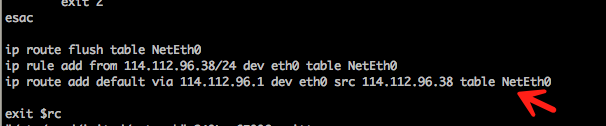 exit 2
esac
ip route flush table NetEth0
ip rule add from 114.112.96.38/24 dev eth0 table NetEth0
ip route add default via 114.112.96.1 dev eth0 src 114.112.96.38 table NetEth0
exit $rc